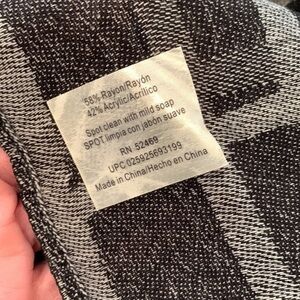 58% Rayon/Rayón
42% Acrylic/Acrílico
Spot clean with mild soap
SPOT limpia con jabón suave
RN 52469
UPC 025925693199
Made in China/Hecho en China